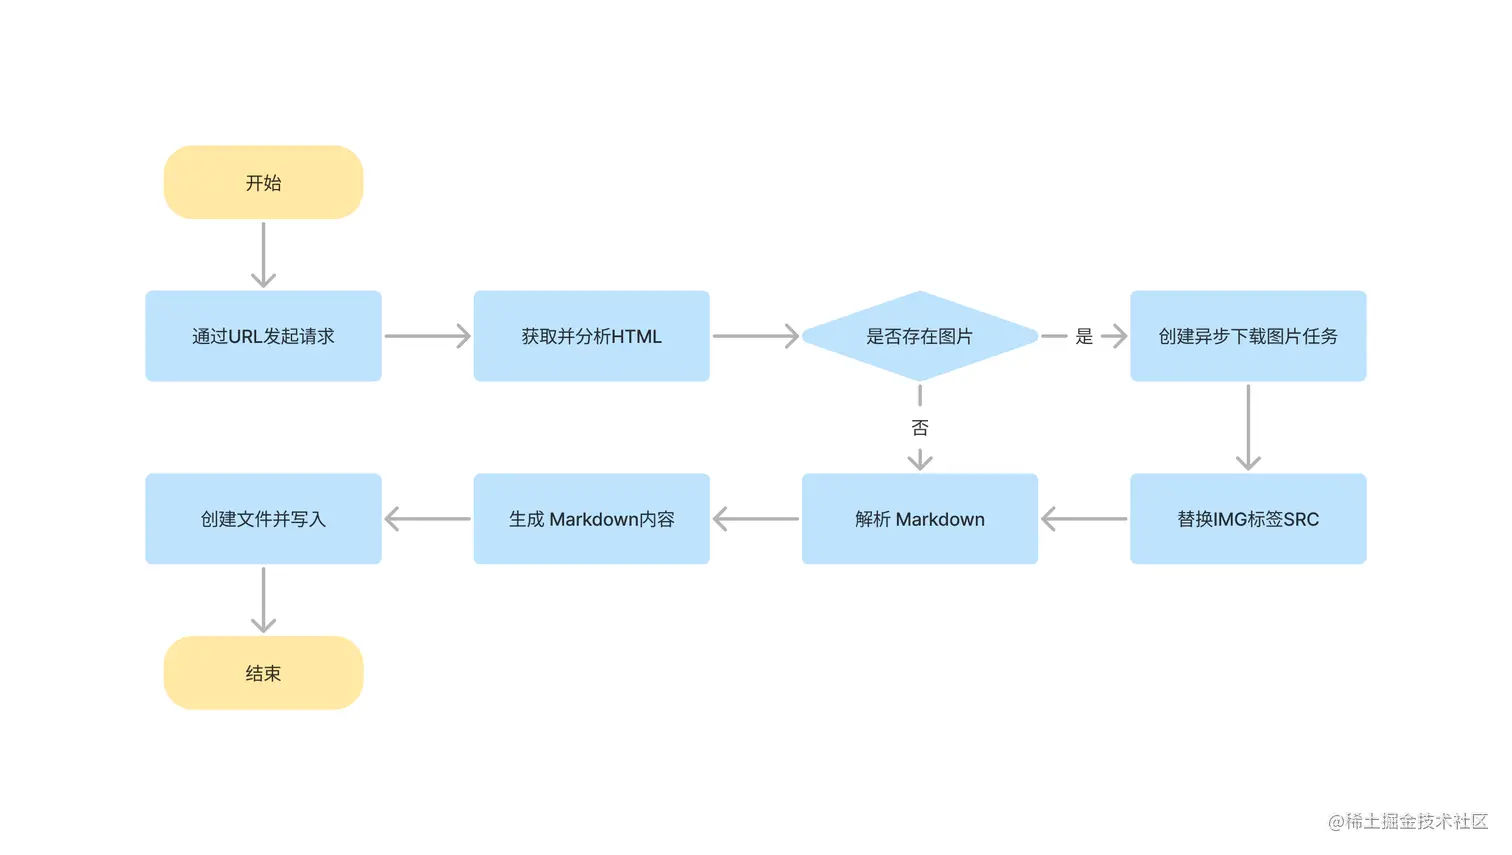 开始
通过URL发起请求
获取并分析HTML
是否存在图片
是
创建异步下载图片任务
否
创建文件并写入
生成 Markdown内容
解析 Markdown
替换IMG标签SRC
结束
@稀土掘金技术社区